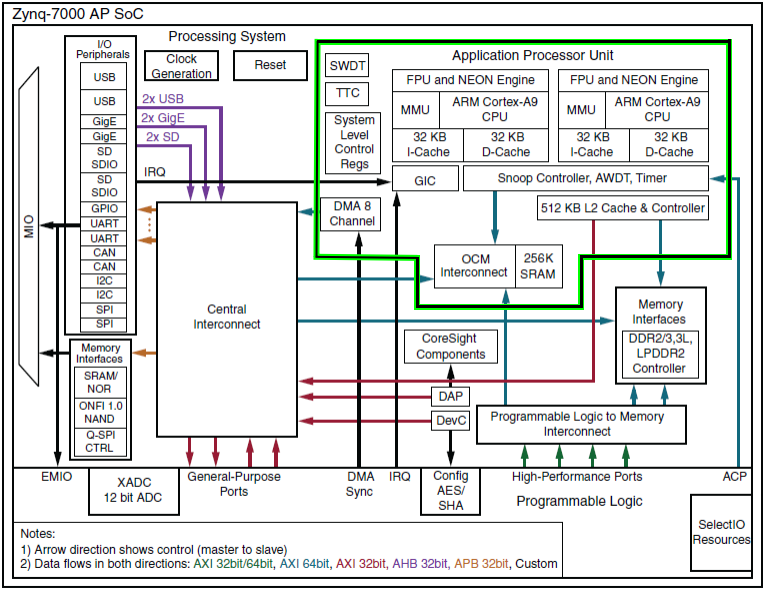 Zynq-7000 AP SoC
Processing System
I/O
Peripherals
USB
USB
GigE
GigE
SD
SDIO
SD
SDIO
GPIO
UART
UART
CAN
CAN
I2C
I2C
SPI
SPI
MIO
Clock
Generation
Reset
2x USB
2x GigE
2x SD
IRQ
Application Processor Unit
SWDT
TTC
System
Level
Control
Regs
FPU and NEON Engine
MMU
ARM Cortex-A9
CPU
32 KB
I-Cache
32 KB
D-Cache
FPU and NEON Engine
MMU
ARM Cortex-A9
CPU
32 KB
I-Cache
32 KB
D-Cache
GIC
Snoop Controller, AWDT, Timer
DMA 8
Channel
512 KB L2 Cache & Controller
OCM
Interconnect
256K
SRAM
Central
Interconnect
Memory
Interfaces
DDR2/3,3L,
LPDDR2
Controller
CoreSight
Components
DAP
DevC
Programmable Logic to Memory
Interconnect
Memory
Interfaces
SRAM/
NOR
ONFI 1.0
NAND
Q-SPI
CTRL
EMIO
XADC
12 bit ADC
General-Purpose
Ports
DMA
Sync
IRQ
Config
AES/
SHA
High-Performance Ports
ACP
Programmable Logic
SelectIO
Resources
Notes:
1) Arrow direction shows control (master to slave)
2) Data flows in both directions: AXI 32bit/64bit, AXI 64bit, AXI 32bit, AHB 32bit, APB 32bit, Custom